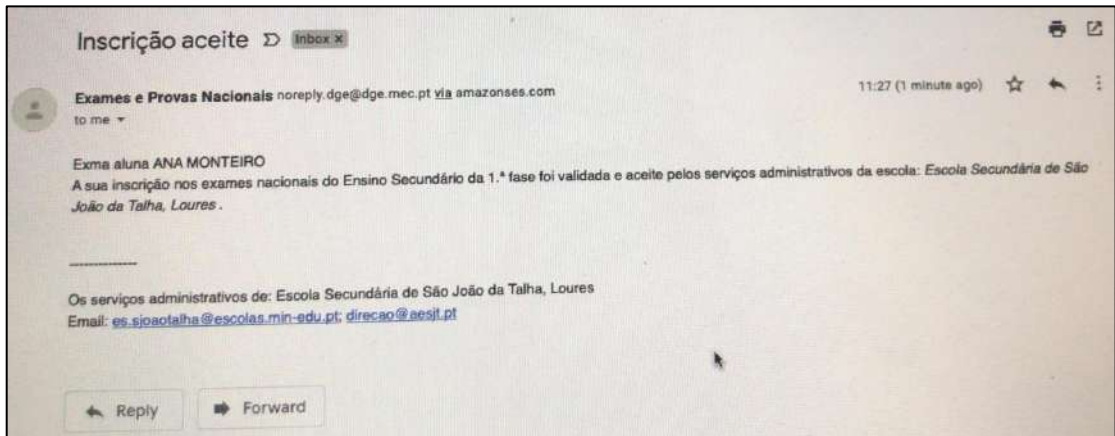 Inscrição aceite Inbox x
Exames e Provas Nacionais noreply.dge@dge.mec.pt via amazonses.com
11:27 (1 minute ago)
to me
Exma aluna ANA MONTEIRO
A sua inscrição nos exames nacionais do Ensino Secundário da 1.ª fase foi validada e aceite pelos serviços administrativos da escola: Escola Secundária de São
João da Talha, Loures .
--------------
Os serviços administrativos de: Escola Secundária de São João da Talha, Loures
Email: es.sjoaotalha@escolas.min-edu.pt; direcao@aesjt.pt
Reply
Forward